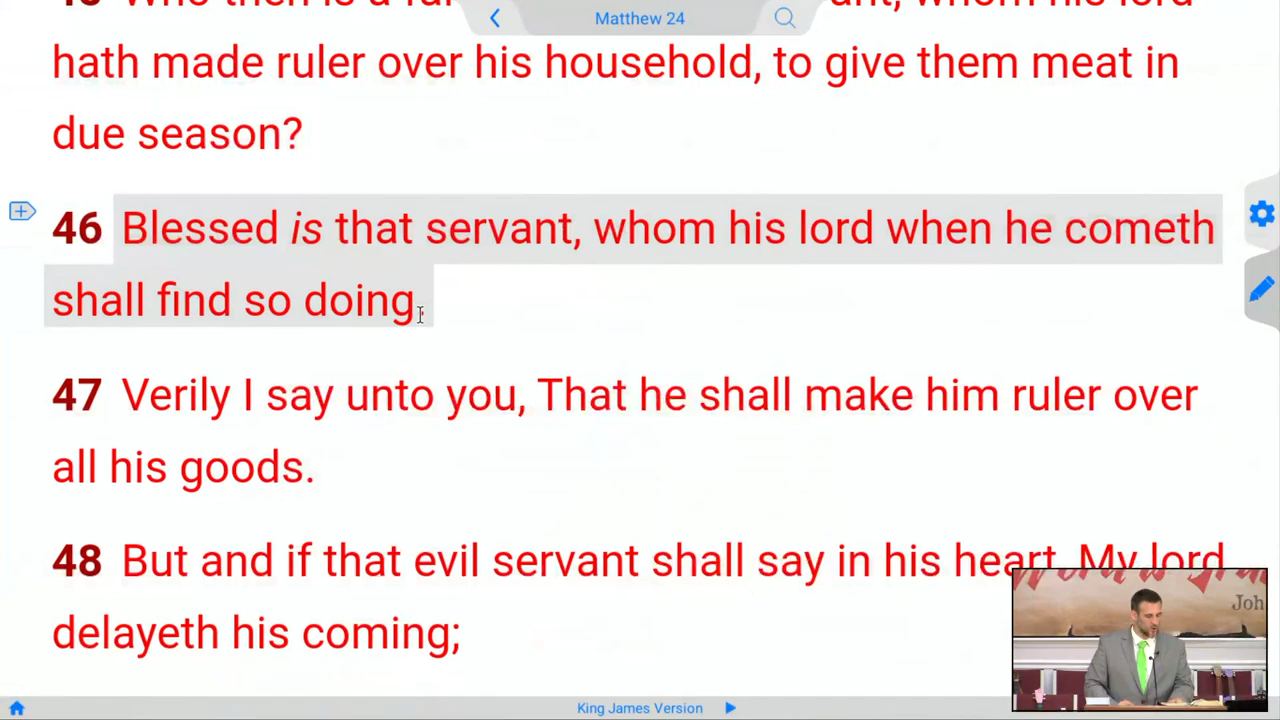 Matthew 24
hath made ruler over his household, to give them meat in
due season?
46 Blessed is that servant, whom his lord when he cometh
shall find so doing.
47 Verily I say unto you, That he shall make him ruler over
all his goods.
48 But and if that evil servant shall say in his heart, My lord
delayeth his coming;
Joh
King James Version